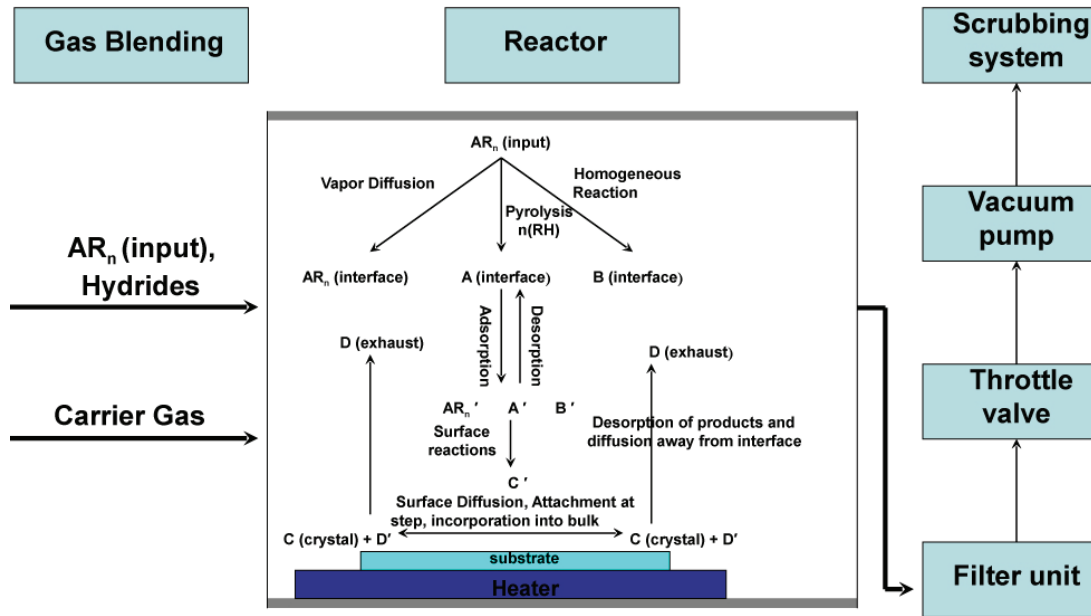 Gas Blending
Reactor
Scrubbing
system
ARn (input)
Vapor Diffusion
Homogeneous
Reaction
Pyrolysis
n(RH)
Vacuum
pump
ARn (input),
Hydrides
ARn (interface)
A (interface)
B (interface)
Adsorption
Desorption
D (exhaust)
D (exhaust)
Throttle
valve
Carrier Gas
ARn ′
A ′
B ′
Surface
reactions
Desorption of products and
diffusion away from interface
C ′
Surface Diffusion, Attachment at
step, incorporation into bulk
C (crystal) + D′
C (crystal) + D′
substrate
Heater
Filter unit